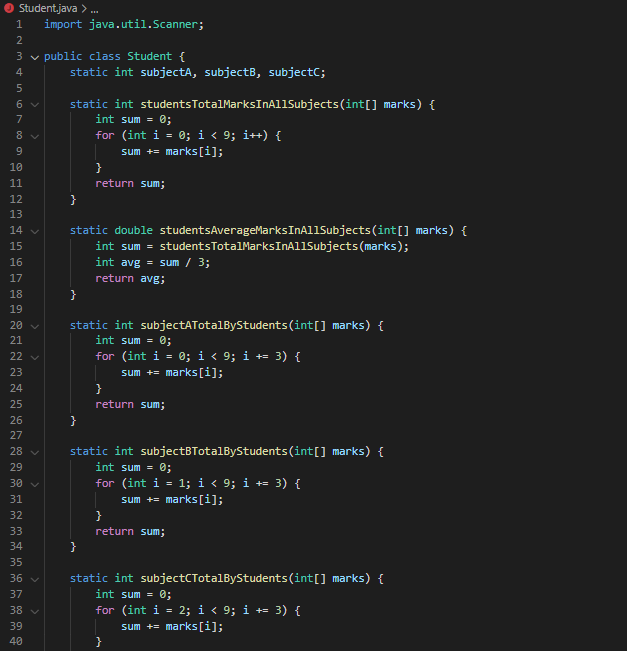 Student.java > ...
1 import java.util.Scanner;
2
3 public class Student {
4 static int subjectA, subjectB, subjectC;
5
6 static int studentsTotalMarksInAllSubjects(int[] marks) {
7 int sum = 0;
8 for (int i = 0; i < 9; i++) {
9 sum += marks[i];
10 }
11 return sum;
12 }
13
14 static double studentsAverageMarksInAllSubjects(int[] marks) {
15 int sum = studentsTotalMarksInAllSubjects(marks);
16 int avg = sum / 3;
17 return avg;
18 }
19
20 static int subjectATotalByStudents(int[] marks) {
21 int sum = 0;
22 for (int i = 0; i < 9; i += 3) {
23 sum += marks[i];
24 }
25 return sum;
26 }
27
28 static int subjectBTotalByStudents(int[] marks) {
29 int sum = 0;
30 for (int i = 1; i < 9; i += 3) {
31 sum += marks[i];
32 }
33 return sum;
34 }
35
36 static int subjectCTotalByStudents(int[] marks) {
37 int sum = 0;
38 for (int i = 2; i < 9; i += 3) {
39 sum += marks[i];
40 }